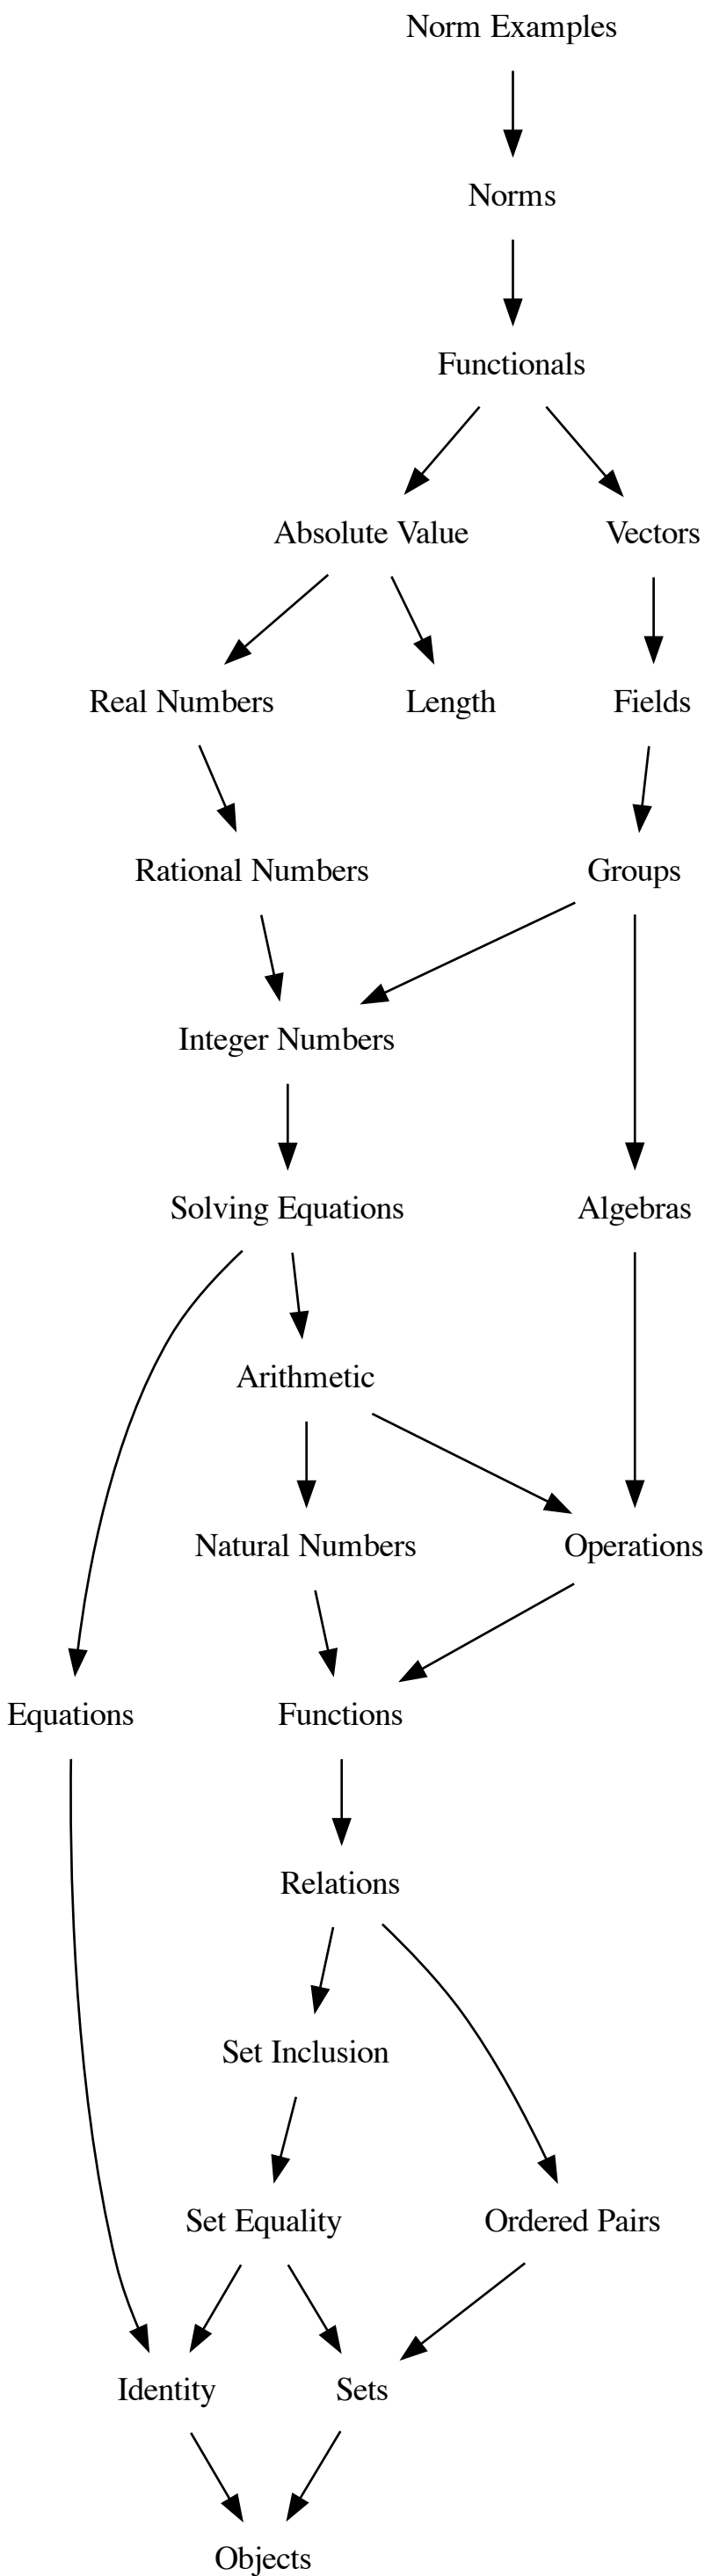 Norm Examples
Norms
Functionals
Absolute Value
Vectors
Real Numbers
Length
Fields
Rational Numbers
Groups
Integer Numbers
Solving Equations
Algebras
Arithmetic
Natural Numbers
Operations
Equations
Functions
Relations
Set Inclusion
Set Equality
Ordered Pairs
Identity
Sets
Objects